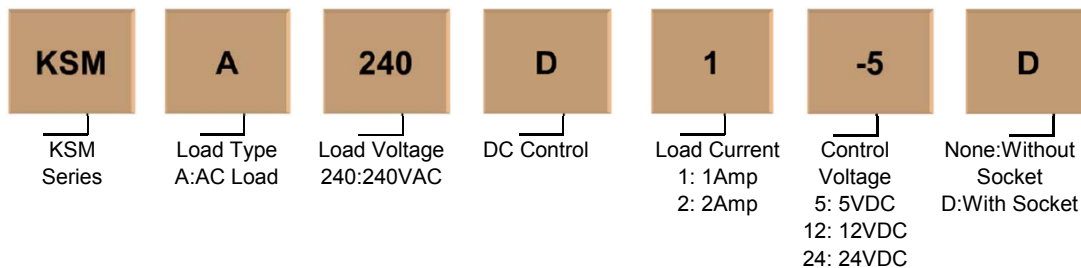 KSM
A
240
D
1
-5
D
KSM
Series
Load Type
A:AC Load
Load Voltage
240:240VAC
DC Control
Load Current
1: 1Amp
2: 2Amp
Control
Voltage
5: 5VDC
12: 12VDC
24: 24VDC
None:Without
Socket
D:With Socket